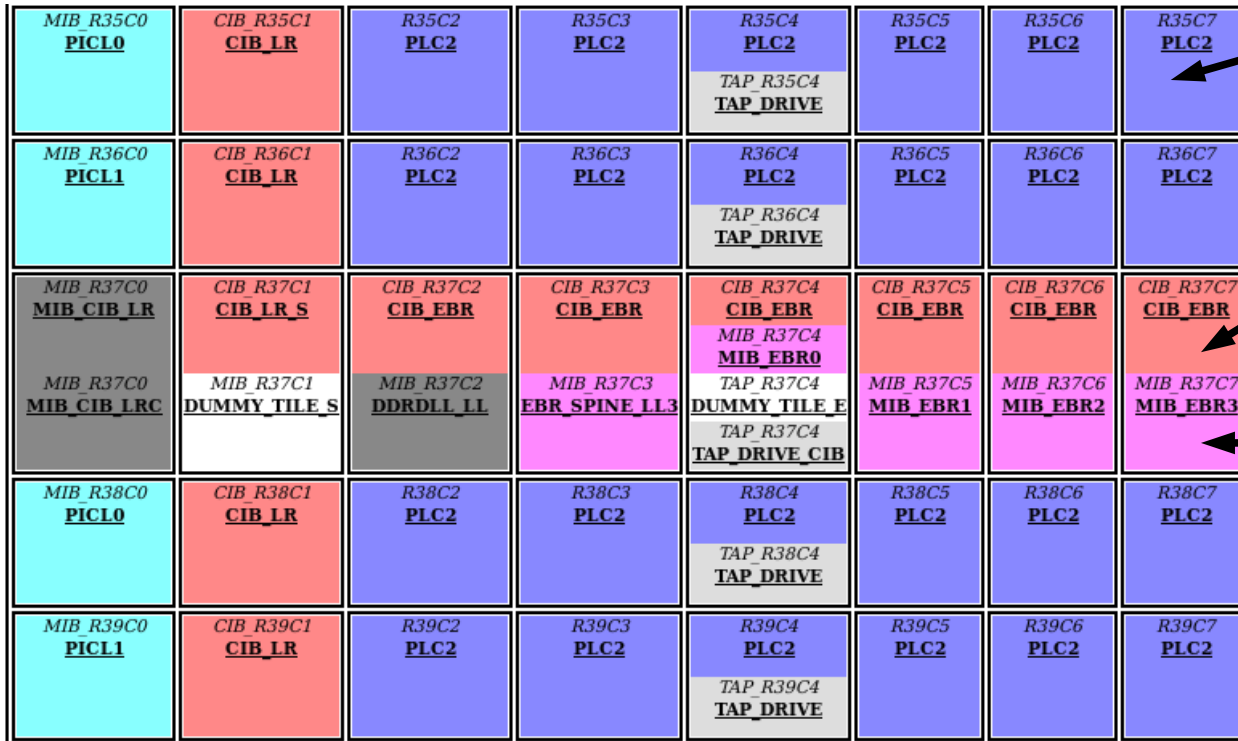 MIB_R35C0 CIB_R35C1 R35C2 R35C3 R35C4 R35C5 R35C6 R35C7
PICL0 CIB_LR PLC2 PLC2 PLC2 PLC2 PLC2 PLC2
TAP_R35C4
TAP_DRIVE
MIB_R36C0 CIB_R36C1 R36C2 R36C3 R36C4 R36C5 R36C6 R36C7
PICL1 CIB_LR PLC2 PLC2 PLC2 PLC2 PLC2 PLC2
TAP_R36C4
TAP_DRIVE
MIB_R37C0 CIB_R37C1 CIB_R37C2 CIB_R37C3 CIB_R37C4 CIB_R37C5 CIB_R37C6 CIB_R37C7
MIB_CIB_LR CIB_LR_S CIB_EBR CIB_EBR CIB_EBR CIB_EBR CIB_EBR CIB_EBR
MIB_R37C4
MIB_EBR0
MIB_R37C0 MIB_R37C1 MIB_R37C2 MIB_R37C3 TAP_R37C4 MIB_R37C5 MIB_R37C6 MIB_R37C7
MIB_CIB_LRC DUMMY_TILE_S DDRDLL_LL EBR_SPINE_LL3 DUMMY_TILE_E MIB_EBR1 MIB_EBR2 MIB_EBR3
TAP_R37C4
TAP_DRIVE_CIB
MIB_R38C0 CIB_R38C1 R38C2 R38C3 R38C4 R38C5 R38C6 R38C7
PICL0 CIB_LR PLC2 PLC2 PLC2 PLC2 PLC2 PLC2
TAP_R38C4
TAP_DRIVE
MIB_R39C0 CIB_R39C1 R39C2 R39C3 R39C4 R39C5 R39C6 R39C7
PICL1 CIB_LR PLC2 PLC2 PLC2 PLC2 PLC2 PLC2
TAP_R39C4
TAP_DRIVE